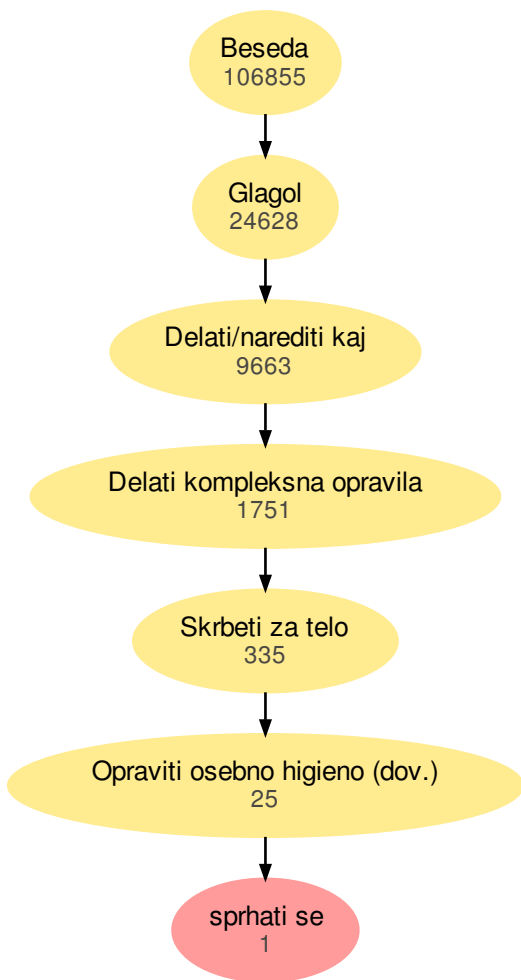 Beseda
106855
Glagol
24628
Delati/narediti kaj
9663
Delati kompleksna opravila
1751
Skrbeti za telo
335
Opraviti osebno higieno (dov.)
25
sprhati se
1